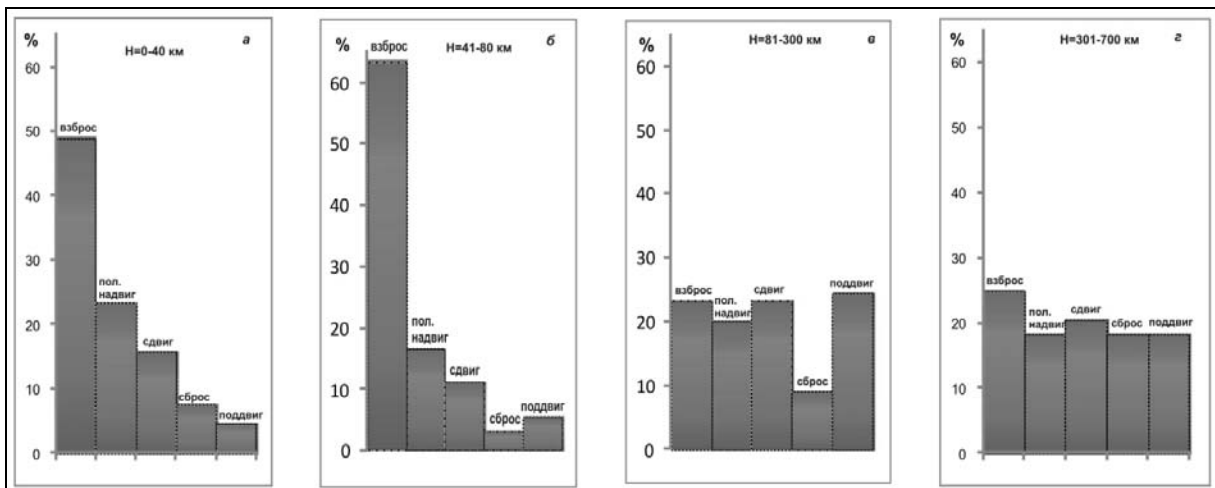 %
H=0-40 км
а
60
50
40
30
20
10
0
взброс
пол.
надвиг
сдвиг
сброс
поддвиг
%
H=41-80 км
б
60
50
40
30
20
10
0
взброс
пол.
надвиг
сдвиг
сброс
поддвиг
%
H=81-300 км
в
60
50
40
30
20
10
0
взброс
пол.
надвиг
сдвиг
сброс
поддвиг
%
H=301-700 км
г
60
50
40
30
20
10
0
взброс
пол.
надвиг
сдвиг
сброс
поддвиг